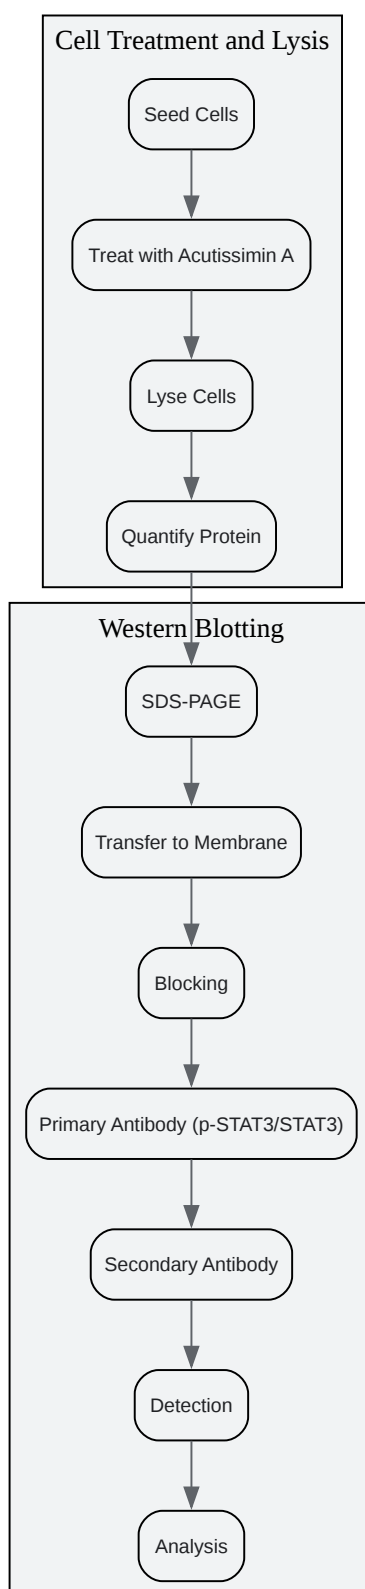 Cell Treatment and Lysis
Seed Cells
Treat with Acutissimin A
Lyse Cells
Quantify Protein
Western Blotting
SDS-PAGE
Transfer to Membrane
Blocking
Primary Antibody (p-STAT3/STAT3)
Secondary Antibody
Detection
Analysis